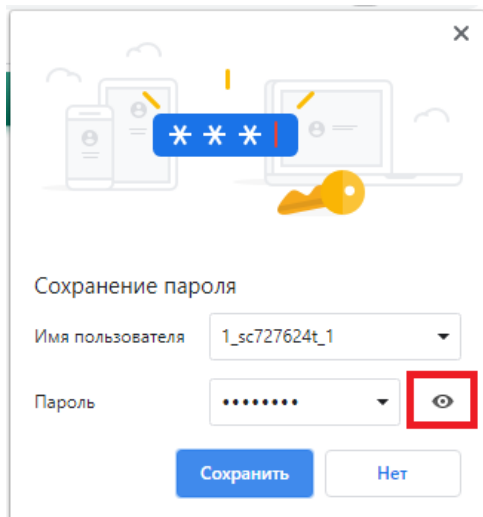 ***
Сохранение пароля
Имя пользователя 1_sc727624t_1
Пароль ••••••••
Сохранить Нет